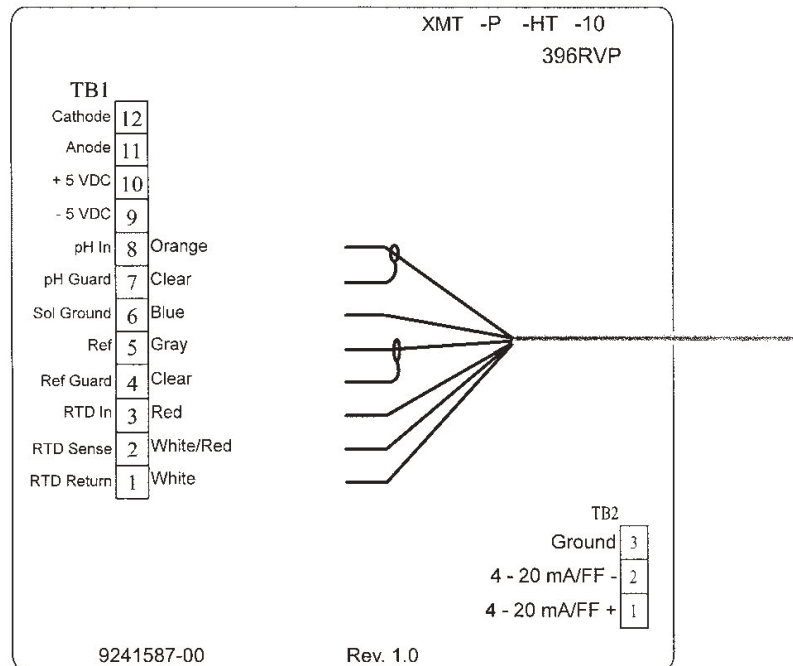 XMT -P -HT -10
396RVP
TB1
Cathode 12
Anode 11
+ 5 VDC 10
- 5 VDC 9
pH In 8 Orange
pH Guard 7 Clear
Sol Ground 6 Blue
Ref 5 Gray
Ref Guard 4 Clear
RTD In 3 Red
RTD Sense 2 White/Red
RTD Return 1 White
TB2
Ground 3
4 - 20 mA/FF - 2
4 - 20 mA/FF + 1
9241587-00 Rev. 1.0